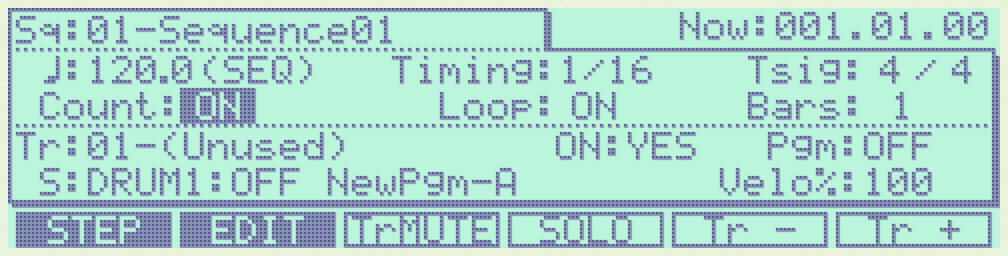 Sq:01-Sequence01 Now:001.01.00
♩:120.0(SEQ) Timing:1/16 Tsig: 4 / 4
Count:ON Loop: ON Bars: 1
Tr:01-(Unused) ON:YES Pgm:OFF
S:DRUM1:OFF NewPgm-A Velo%:100
STEP EDIT TrMUTE SOLO Tr - Tr +